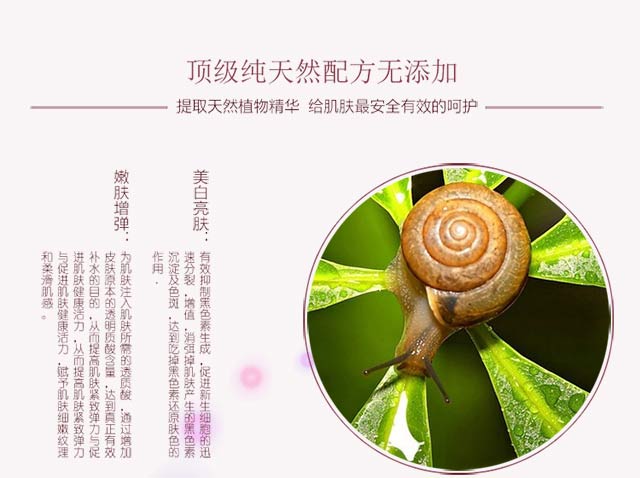 顶级纯天然配方无添加
提取天然植物精华 给肌肤最安全有效的呵护
美白亮肤：
有效抑制黑色素生成，促进新生细胞的迅
速分裂，增值，消弭掉肌肤产生的黑色素
沉淀及色斑，达到吃掉黑色素还原肤色的
作用．
嫩肤增弹：
为肌肤注入肌肤所需的透质酸，通过增加
皮肤原本的透明质酸含量，达到真正有效
补水的目的，从而提高肌肤紧致弹力与促
进肌肤健康活力，从而提高肌肤紧致弹力
与促进肌肤健康活力，赋予肌肤细嫩纹理
和柔滑肌感。